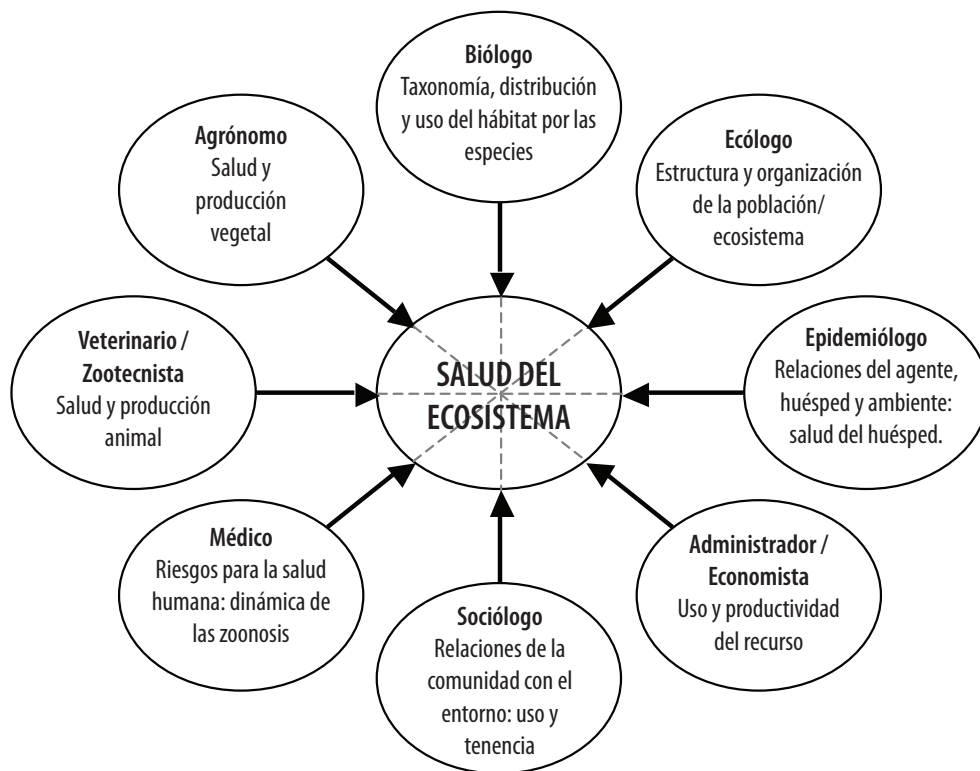 Biólogo
Taxonomía, distribución
y uso del hábitat por las
especies
Agrónomo
Salud y
producción
vegetal
Ecólogo
Estructura y organización
de la población/
ecosistema
Veterinario /
Zootecnista
Salud y producción
animal
SALUD DEL
ECOSISTEMA
Epidemiólogo
Relaciones del agente,
huésped y ambiente:
salud del huésped.
Médico
Riesgos para la salud
humana: dinámica de
las zoonosis
Sociólogo
Relaciones de la
comunidad con el
entorno: uso y
tenencia
Administrador /
Economista
Uso y productividad
del recurso